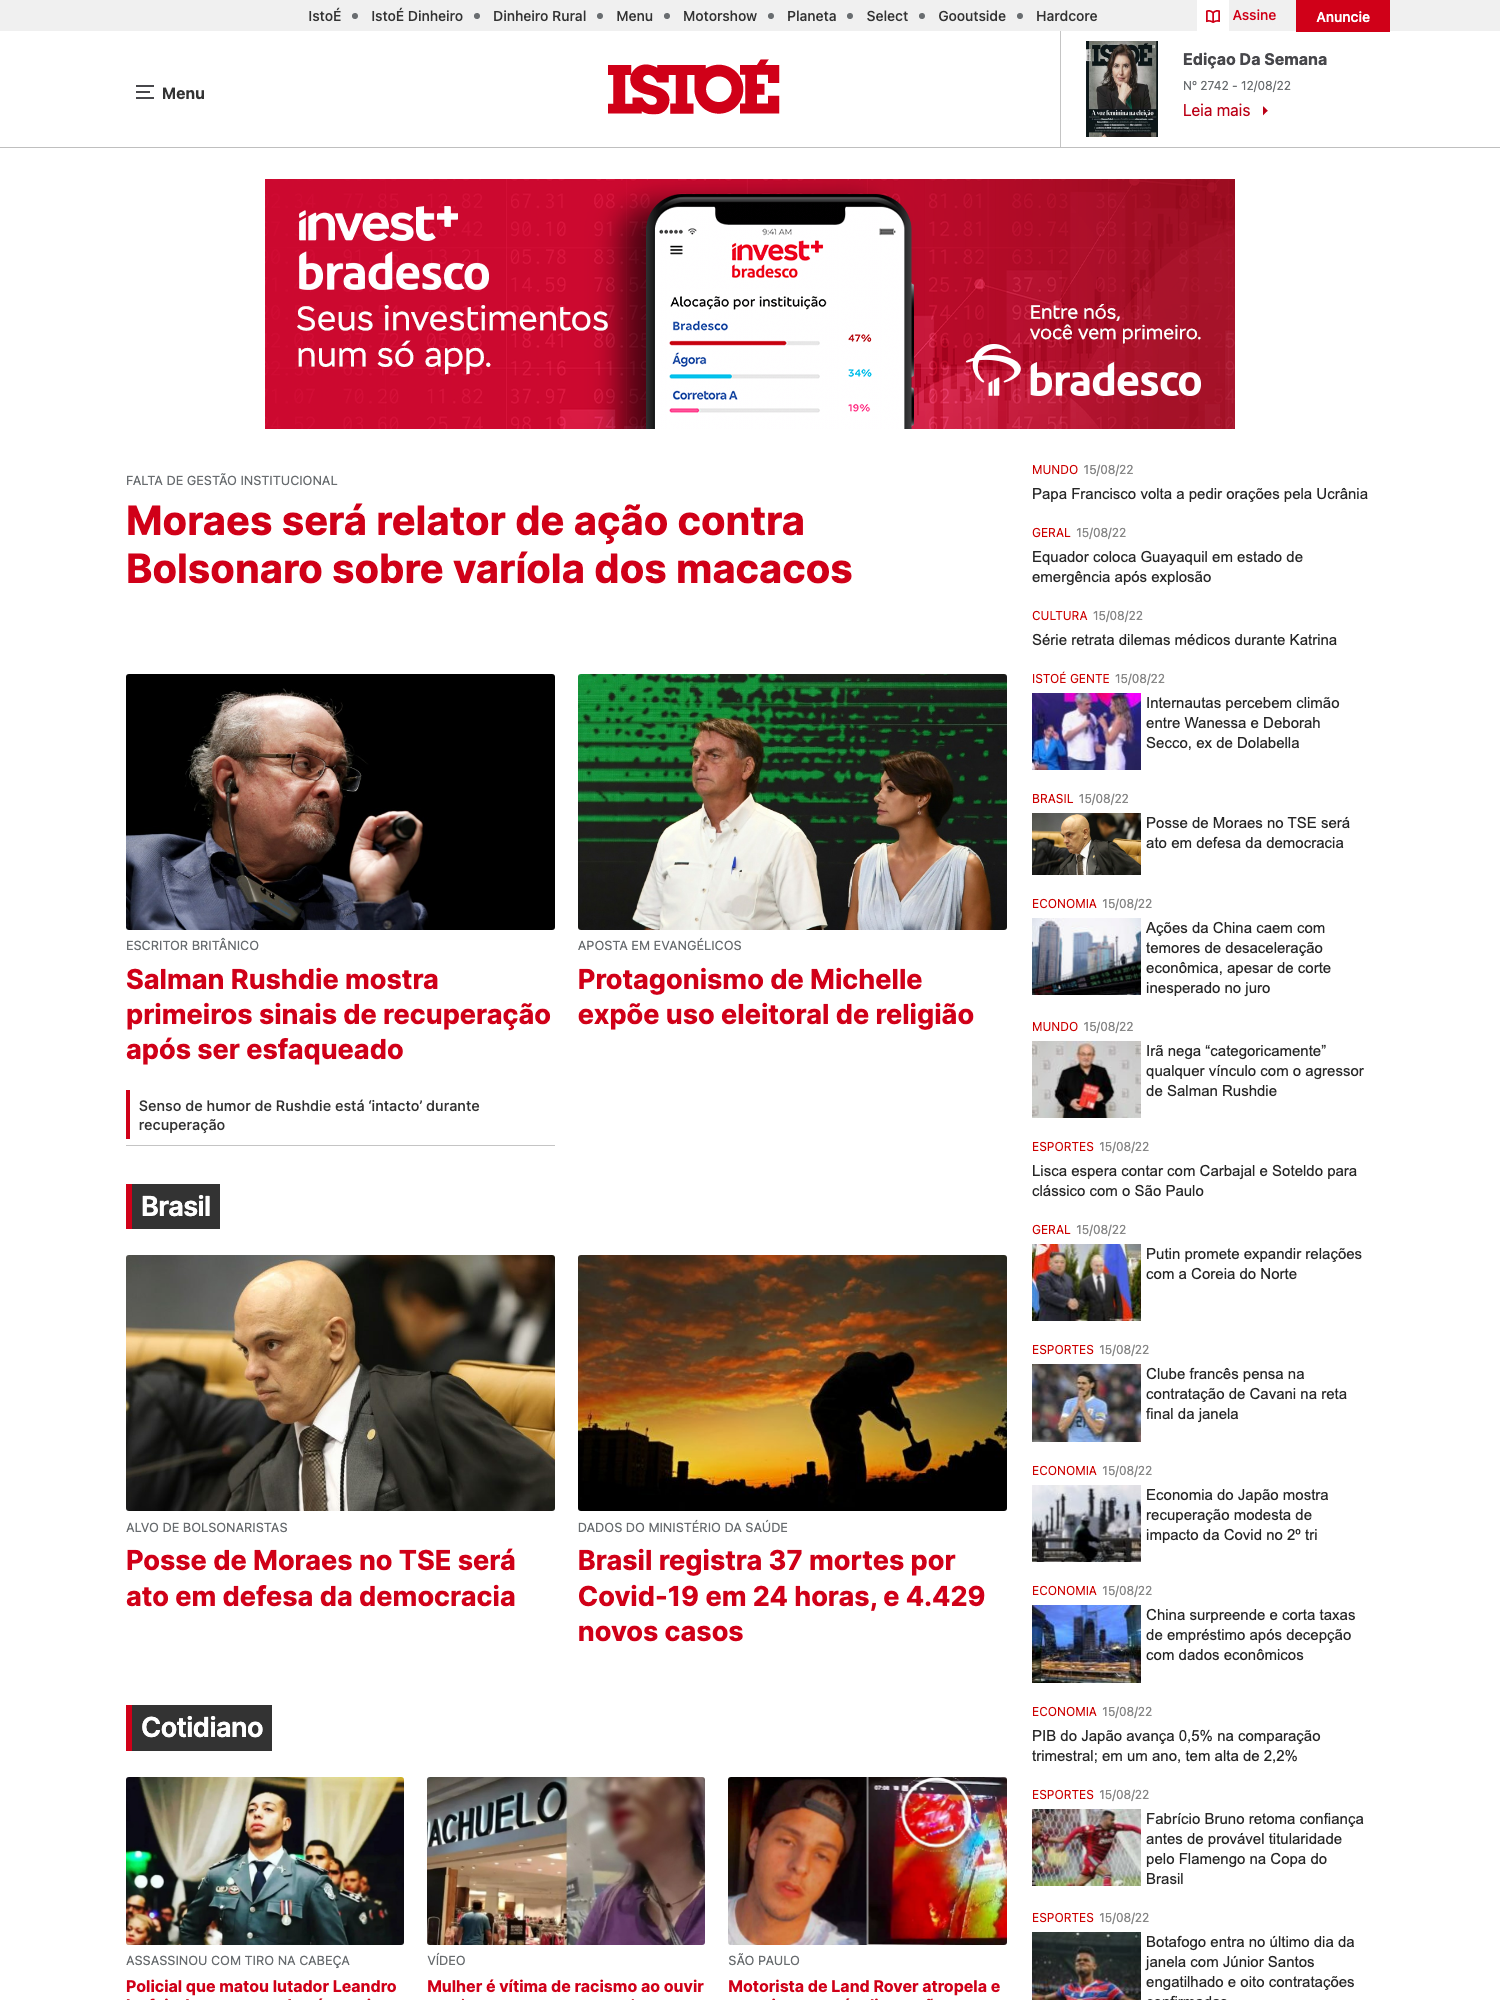 IstoÉ • IstoÉ Dinheiro • Dinheiro Rural • Menu • Motorshow • Planeta • Select • Gooutside • Hardcore
Assine
Anuncie
Menu
ISTOÉ
ISTOÉ
A voz feminina na eleição
Ediçao Da Semana
Nº 2742 - 12/08/22
Leia mais
invest+
bradesco
Seus investimentos
num só app.
9:41 AM
invest+
bradesco
Alocação por instituição
Bradesco
47%
Ágora
34%
Corretora A
19%
Entre nós,
você vem primeiro.
bradesco
FALTA DE GESTÃO INSTITUCIONAL
Moraes será relator de ação contra
Bolsonaro sobre varíola dos macacos
ESCRITOR BRITÂNICO
Salman Rushdie mostra
primeiros sinais de recuperação
após ser esfaqueado
Senso de humor de Rushdie está ‘intacto’ durante
recuperação
APOSTA EM EVANGÉLICOS
Protagonismo de Michelle
expõe uso eleitoral de religião
Brasil
ALVO DE BOLSONARISTAS
Posse de Moraes no TSE será
ato em defesa da democracia
DADOS DO MINISTÉRIO DA SAÚDE
Brasil registra 37 mortes por
Covid-19 em 24 horas, e 4.429
novos casos
Cotidiano
ASSASSINOU COM TIRO NA CABEÇA
Policial que matou lutador Leandro
ACHUELO
VÍDEO
Mulher é vítima de racismo ao ouvir
SÃO PAULO
Motorista de Land Rover atropela e
MUNDO 15/08/22
Papa Francisco volta a pedir orações pela Ucrânia
GERAL 15/08/22
Equador coloca Guayaquil em estado de
emergência após explosão
CULTURA 15/08/22
Série retrata dilemas médicos durante Katrina
ISTOÉ GENTE 15/08/22
Internautas percebem climão
entre Wanessa e Deborah
Secco, ex de Dolabella
BRASIL 15/08/22
Posse de Moraes no TSE será
ato em defesa da democracia
ECONOMIA 15/08/22
Ações da China caem com
temores de desaceleração
econômica, apesar de corte
inesperado no juro
MUNDO 15/08/22
Irã nega “categoricamente”
qualquer vínculo com o agressor
de Salman Rushdie
ESPORTES 15/08/22
Lisca espera contar com Carbajal e Soteldo para
clássico com o São Paulo
GERAL 15/08/22
Putin promete expandir relações
com a Coreia do Norte
ESPORTES 15/08/22
Clube francês pensa na
contratação de Cavani na reta
final da janela
ECONOMIA 15/08/22
Economia do Japão mostra
recuperação modesta de
impacto da Covid no 2º tri
ECONOMIA 15/08/22
China surpreende e corta taxas
de empréstimo após decepção
com dados econômicos
ECONOMIA 15/08/22
PIB do Japão avança 0,5% na comparação
trimestral; em um ano, tem alta de 2,2%
ESPORTES 15/08/22
Fabrício Bruno retoma confiança
antes de provável titularidade
pelo Flamengo na Copa do
Brasil
ESPORTES 15/08/22
Botafogo entra no último dia da
janela com Júnior Santos
engatilhado e oito contratações